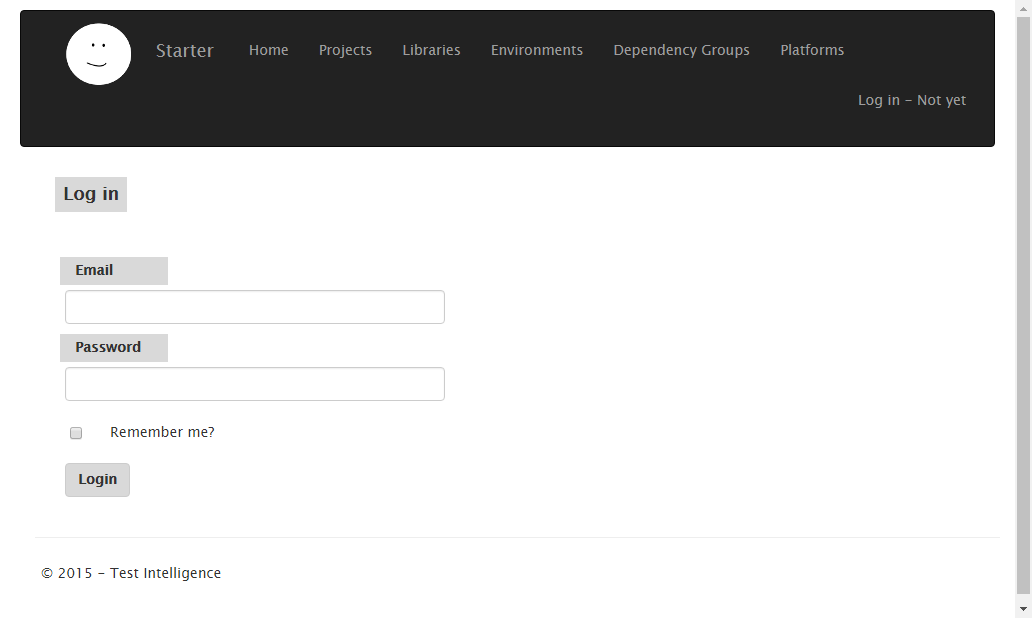 Starter Home Projects Libraries Environments Dependency Groups Platforms
Log in - Not yet
Log in
Email
Password
Remember me?
Login
© 2015 - Test Intelligence